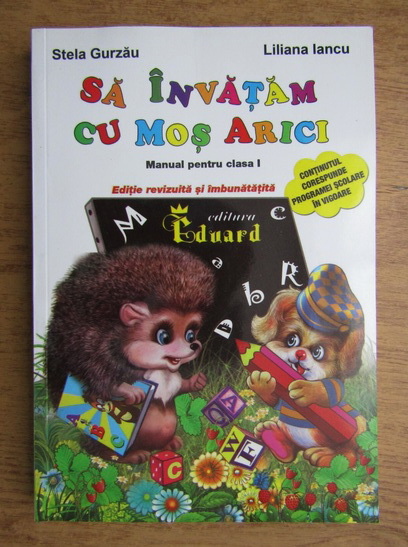 Stela Gurzău
Liliana Iancu
SĂ ÎNVĂȚĂM
CU MOȘ ARICI
Manual pentru clasa I
Ediție revizuită și îmbunătățită
CONȚINUTUL
CORESPUNDE
PROGRAMEI ȘCOLARE
ÎN VIGOARE
editura
Eduard
M
C
R
a
b
A
C
A
W
F
C